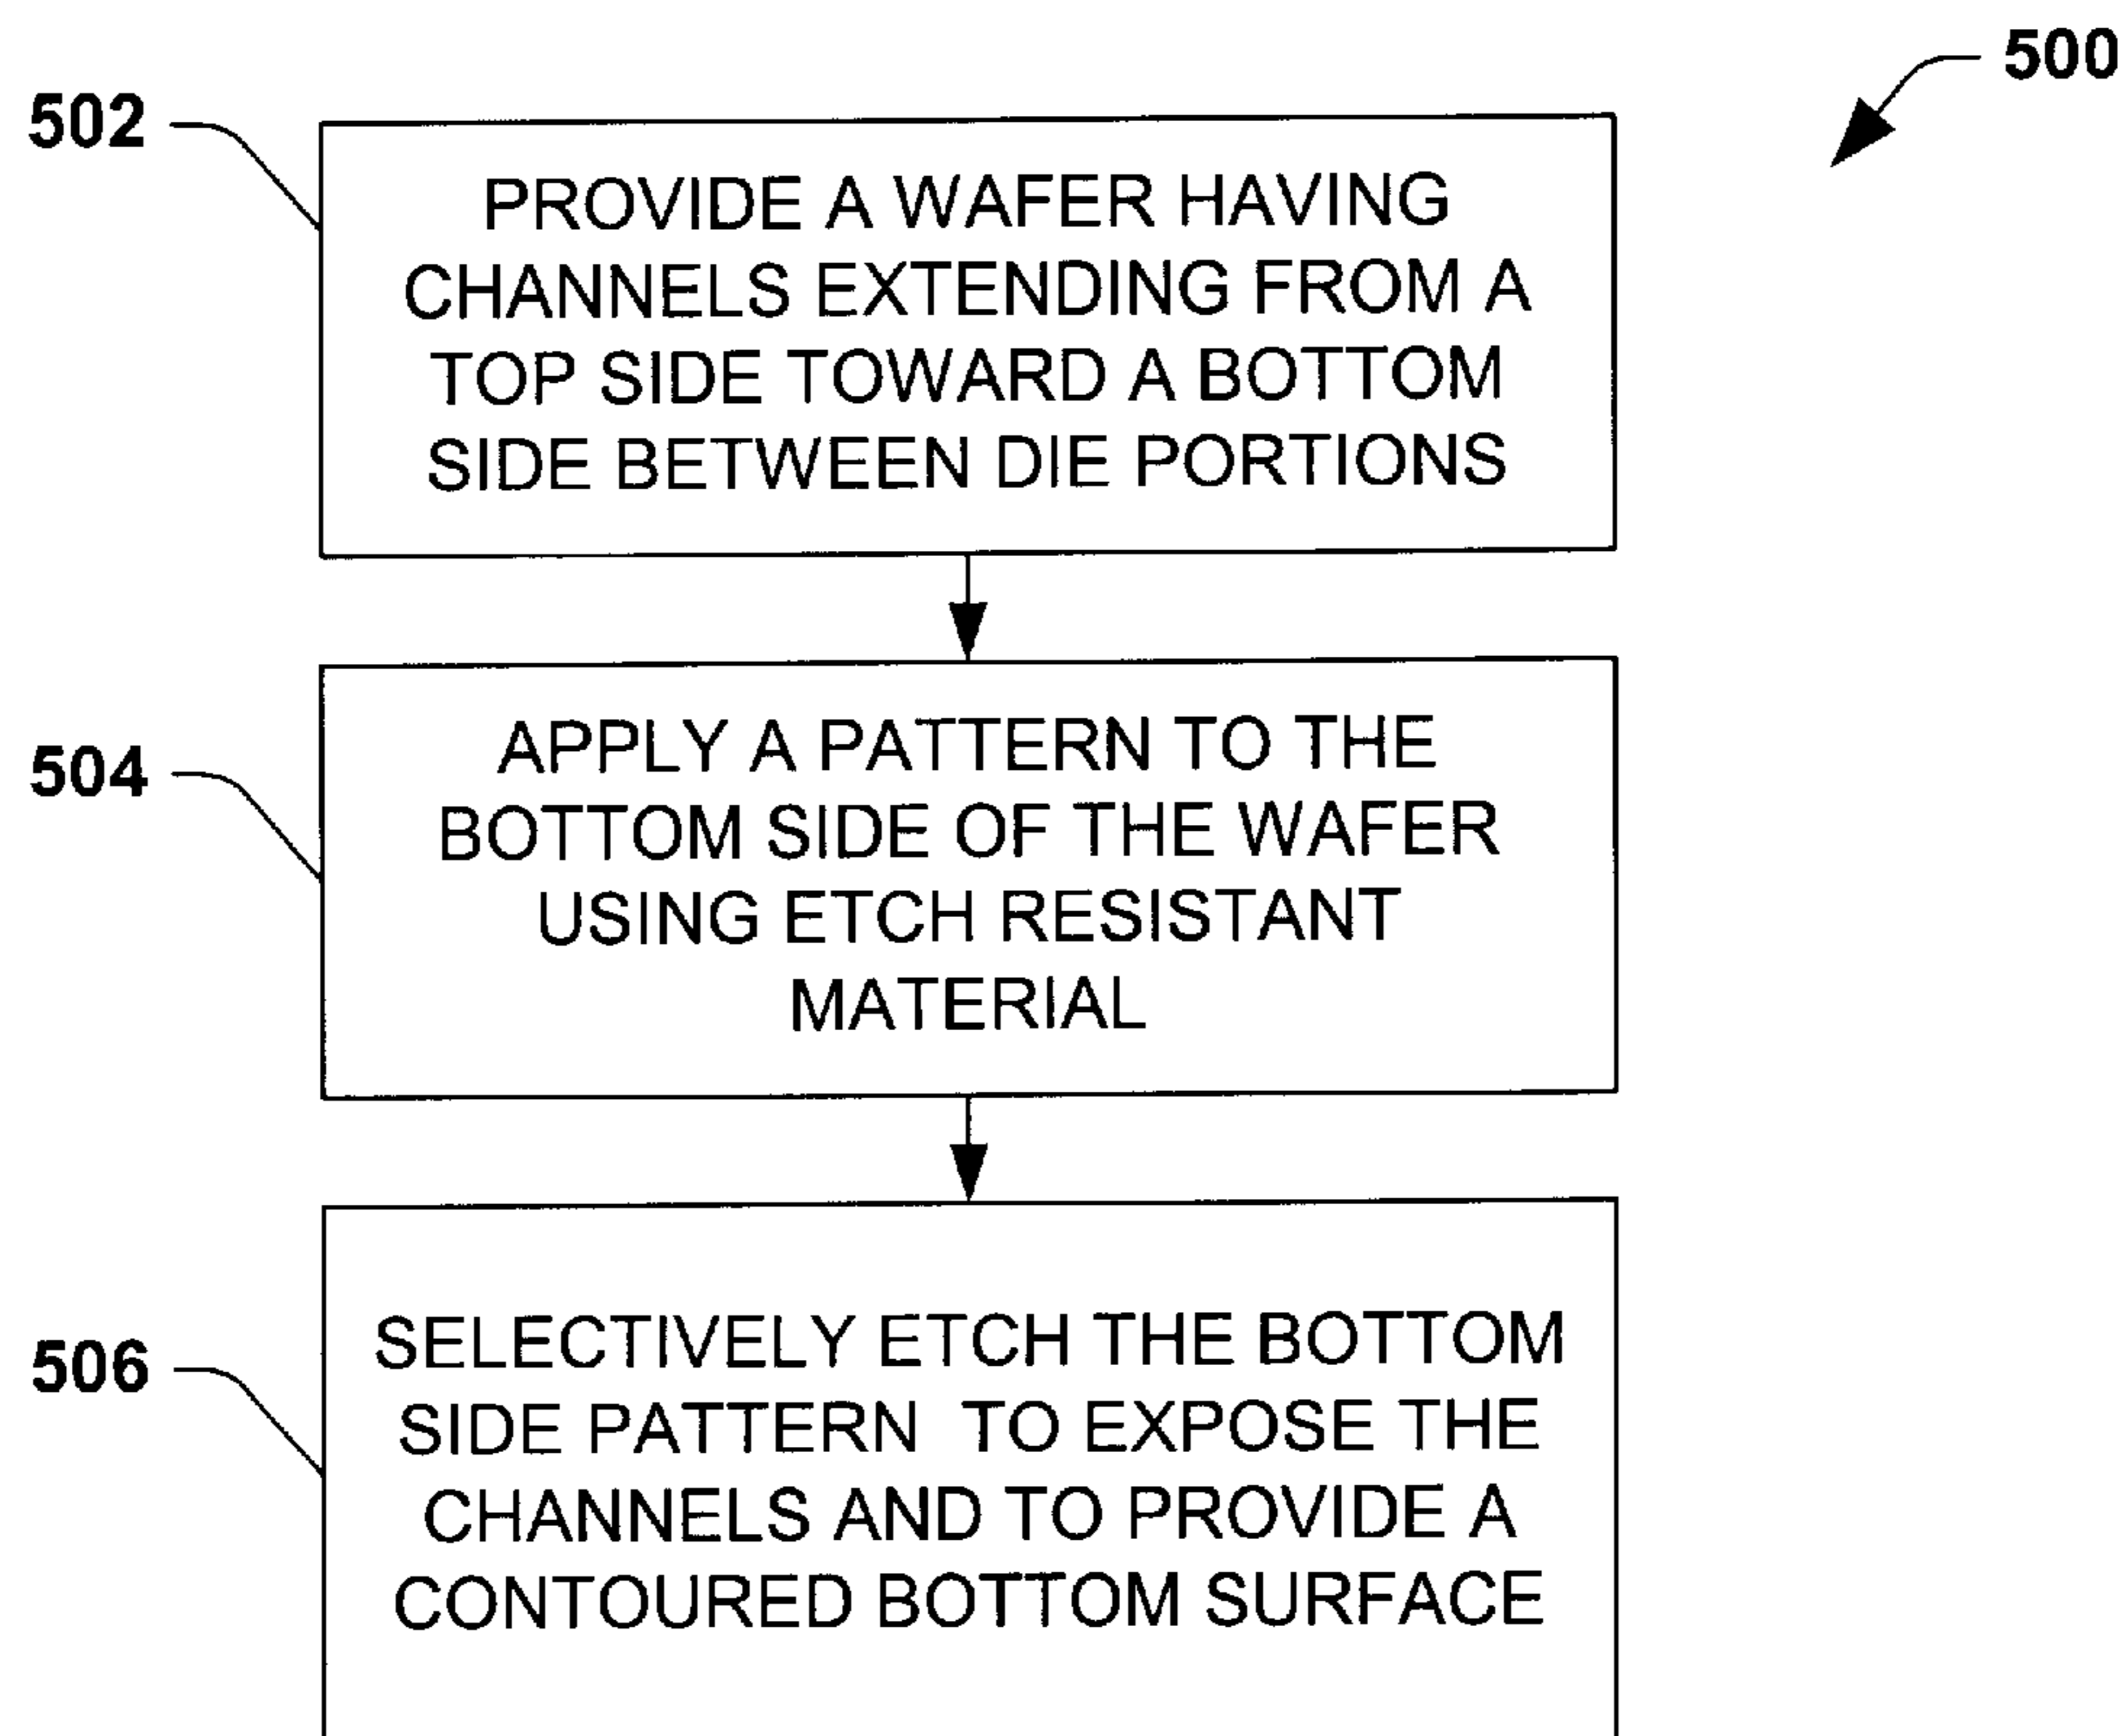 500
502
PROVIDE A WAFER HAVING
CHANNELS EXTENDING FROM A
TOP SIDE TOWARD A BOTTOM
SIDE BETWEEN DIE PORTIONS
504
APPLY A PATTERN TO THE
BOTTOM SIDE OF THE WAFER
USING ETCH RESISTANT
MATERIAL
506
SELECTIVELY ETCH THE BOTTOM
SIDE PATTERN TO EXPOSE THE
CHANNELS AND TO PROVIDE A
CONTOURED BOTTOM SURFACE